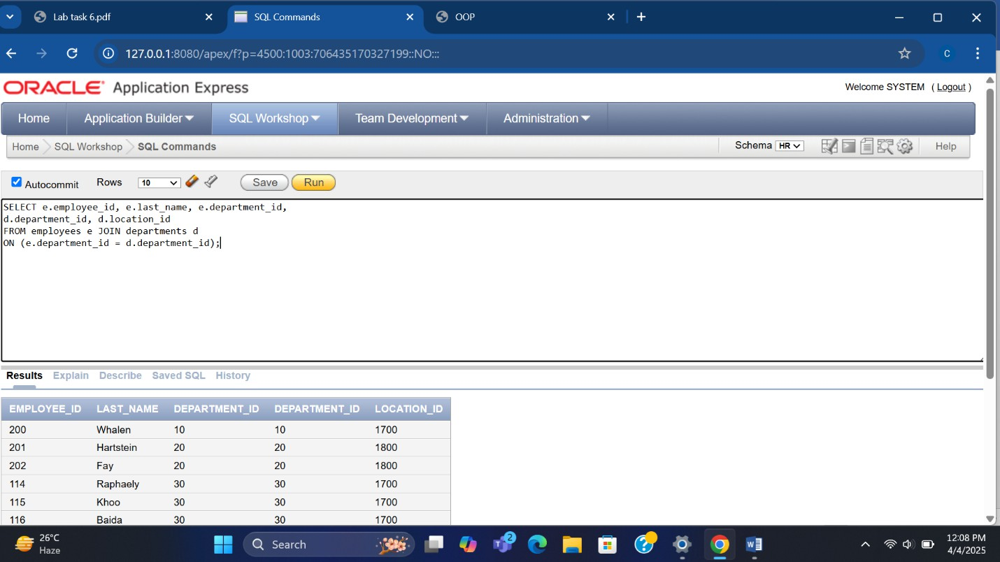 Lab task 6.pdf
SQL Commands
OOP
127.0.0.1:8080/apex/f?p=4500:1003:706435170327199::NO:::
C
ORACLE® Application Express
Welcome SYSTEM ( Logout )
Home
Application Builder
SQL Workshop
Team Development
Administration
Home
SQL Workshop
SQL Commands
Schema HR
Help
Autocommit
Rows
10
Save
Run
SELECT e.employee_id, e.last_name, e.department_id,
d.department_id, d.location_id
FROM employees e JOIN departments d
ON (e.department_id = d.department_id);
Results Explain Describe Saved SQL History
EMPLOYEE_ID LAST_NAME DEPARTMENT_ID DEPARTMENT_ID LOCATION_ID
200 Whalen 10 10 1700
201 Hartstein 20 20 1800
202 Fay 20 20 1800
114 Raphaely 30 30 1700
115 Khoo 30 30 1700
116 Baida 30 30 1700
26°C
Haze
Search
2
12:08 PM
4/4/2025